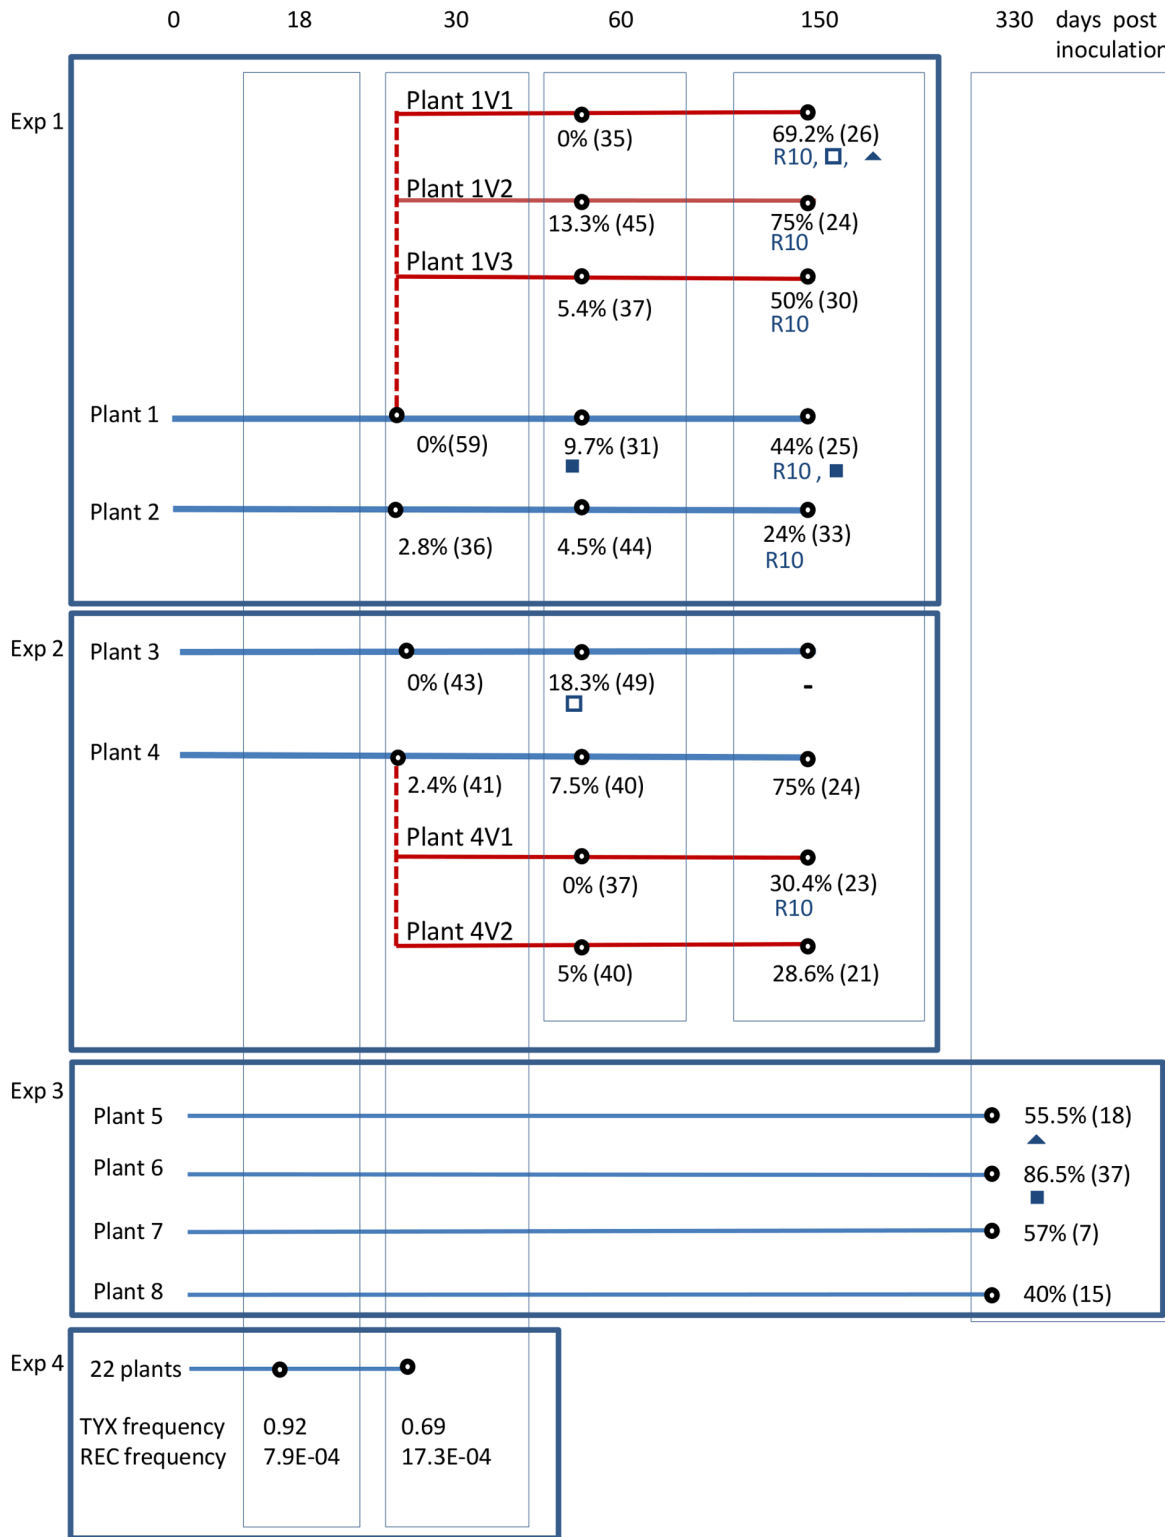 0 18 30 60 150 330 days post
inoculation
Exp 1
Plant 1V1
0% (35) 69.2% (26)
R10, ,
Plant 1V2
13.3% (45) 75% (24)
R10
Plant 1V3
5.4% (37) 50% (30)
R10
Plant 1
0%(59) 9.7% (31) 44% (25)
R10 ,
Plant 2
2.8% (36) 4.5% (44) 24% (33)
R10
Exp 2
Plant 3
0% (43) 18.3% (49) -
Plant 4
2.4% (41) 7.5% (40) 75% (24)
Plant 4V1
0% (37) 30.4% (23)
R10
Plant 4V2
5% (40) 28.6% (21)
Exp 3
Plant 5 55.5% (18)
Plant 6 86.5% (37)
Plant 7 57% (7)
Plant 8 40% (15)
Exp 4
22 plants
TYX frequency 0.92 0.69
REC frequency 7.9E-04 17.3E-04